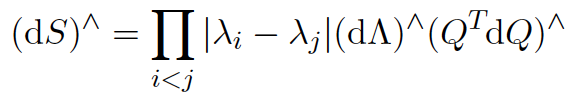 (dS)^∧ = ∏_{i<j} |λ_i − λ_j|(dΛ)^∧(Q^T dQ)^∧